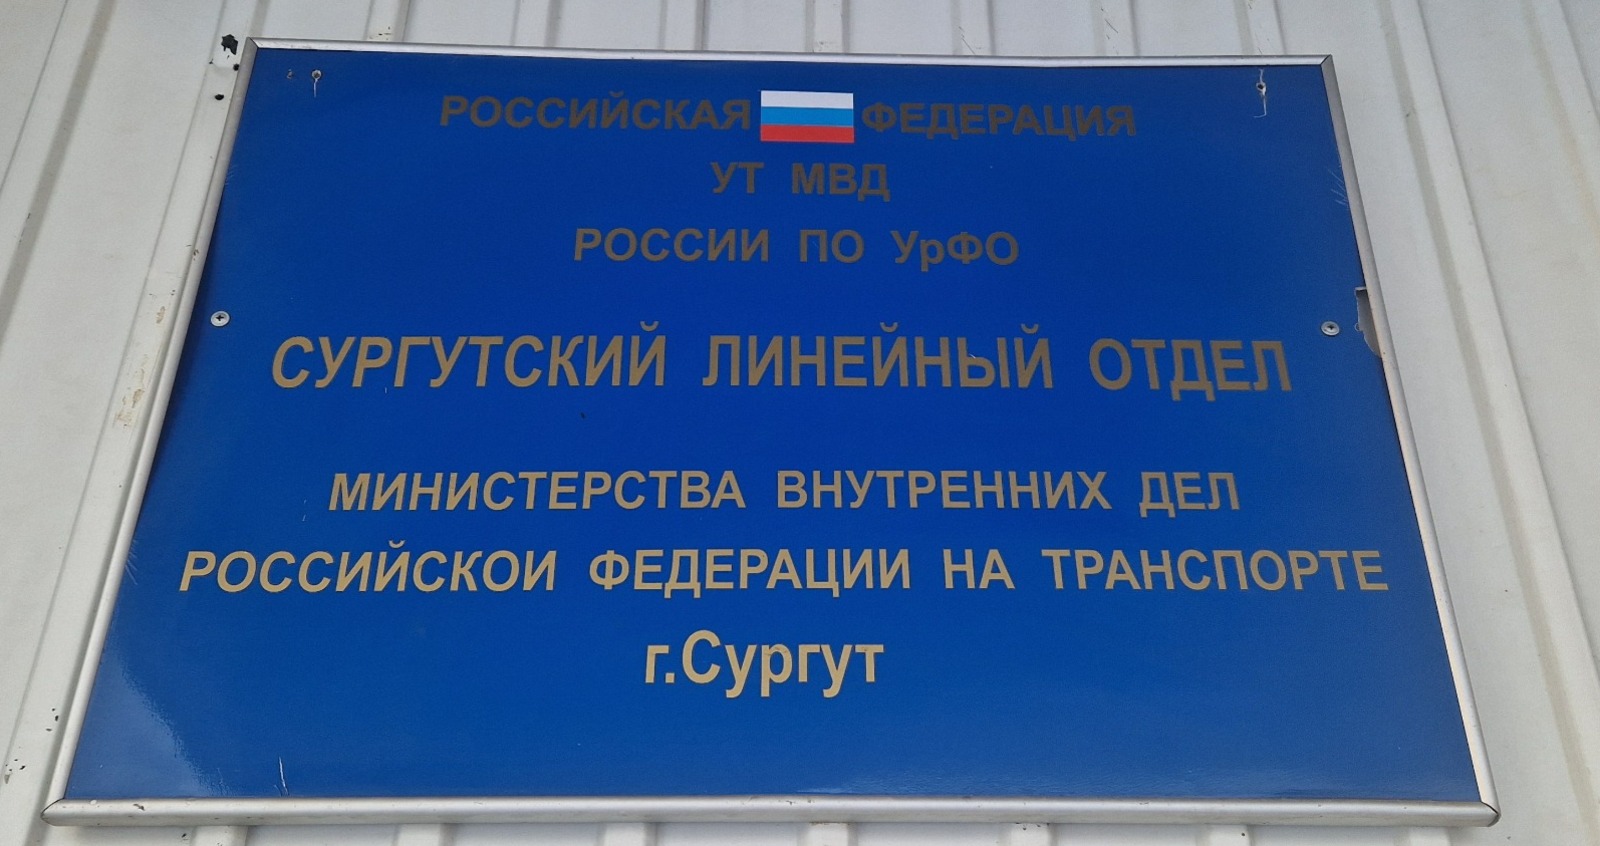 РОССИЙСКАЯ ФЕДЕРАЦИЯ
УТ МВД
РОССИИ ПО УрФО
СУРГУТСКИЙ ЛИНЕЙНЫЙ ОТДЕЛ
МИНИСТЕРСТВА ВНУТРЕННИХ ДЕЛ
РОССИЙСКОИ ФЕДЕРАЦИИ НА ТРАНСПОРТЕ
г.Сургут